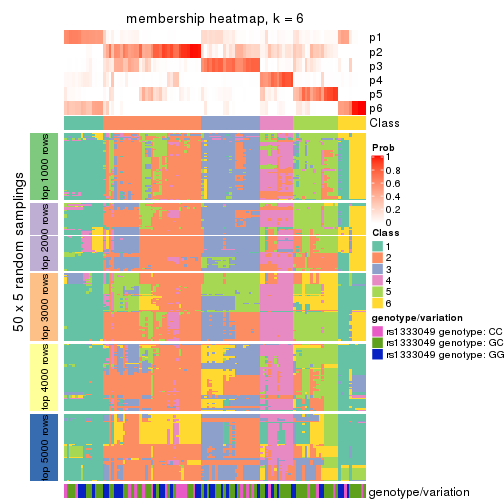 membership heatmap, k = 6
p1
p2
p3
p4
p5
p6
Class
50 x 5 random samplings
top 1000 rows
top 2000 rows
top 3000 rows
top 4000 rows
top 5000 rows
Prob
1
0.8
0.6
0.4
0.2
0
Class
1
2
3
4
5
6
genotype/variation
rs1333049 genotype: CC
rs1333049 genotype: GC
rs1333049 genotype: GG
genotype/variation